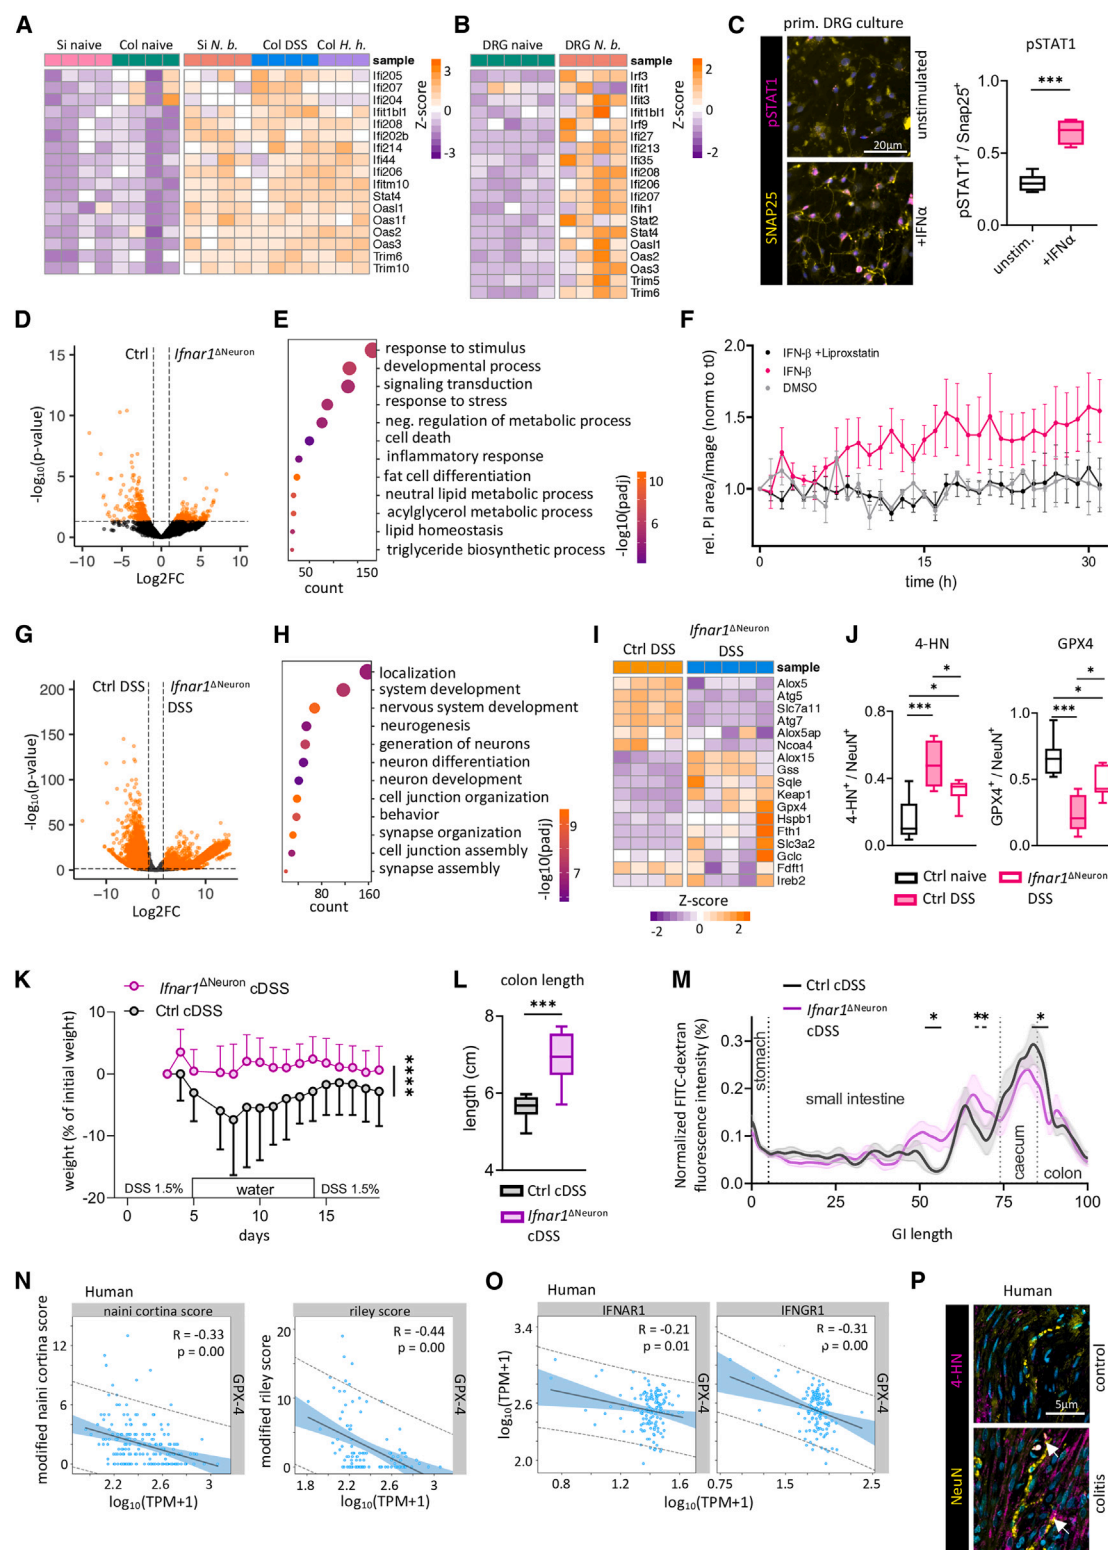 A
Si naive
Col naive
Si N. b.
Col DSS
Col H. h.
sample
Ifi205
Ifi207
Ifi204
Ifit1bl1
Ifi208
Ifi202b
Ifi214
Ifi44
Ifi206
Ifitm10
Stat4
Oasl1
Oas1f
Oas2
Oas3
Trim6
Trim10
3
2
1
0
-3
Z-score
B
DRG naive
DRG N. b.
sample
Irf3
Ifit1
Ifit3
Ifit1bl1
Irf9
Ifi27
Ifi213
Ifi35
Ifi208
Ifi206
Ifi207
Ifih1
Stat2
Stat4
Oasl1
Oas2
Oas3
Trim5
Trim6
2
1
0
-2
Z-score
C
prim. DRG culture
pSTAT1
SNAP25
unstimulated
+IFNα
20μm
pSTAT1
***
pSTAT1+ / Snap25+
1.0
0.5
0.0
unstim.
+IFNα
D
Ctrl
Ifnar1ΔNeuron
-log10(p-value)
15
10
5
0
−10
−5
0
5
10
Log2FC
E
response to stimulus
developmental process
signaling transduction
response to stress
neg. regulation of metabolic process
cell death
inflammatory response
fat cell differentiation
neutral lipid metabolic process
acylglycerol metabolic process
lipid homeostasis
triglyceride biosynthetic process
50
150
count
-log10(padj)
10
6
F
IFN-β +Liproxstatin
IFN-β
DMSO
rel. PI area/image (norm to t0)
2.0
1.5
1.0
0
15
30
time (h)
G
Ctrl DSS
Ifnar1ΔNeuron
DSS
-log10(p-value)
200
150
100
50
0
−10
0
10
Log2FC
H
localization
system development
nervous system development
neurogenesis
generation of neurons
neuron differentiation
neuron development
cell junction organization
behavior
synapse organization
cell junction assembly
synapse assembly
80
160
count
-log10(padj)
9
7
I
Ctrl DSS
Ifnar1ΔNeuron
DSS
sample
Alox5
Atg5
Slc7a11
Atg7
Alox5ap
Ncoa4
Alox15
Gss
Sqle
Keap1
Gpx4
Hspb1
Fth1
Slc3a2
Gclc
Fdft1
Ireb2
Z-score
-2
0
2
J
4-HN
GPX4
*
*
***
*
*
***
4-HN+ / NeuN+
0.8
0.4
0.0
GPX4+ / NeuN+
1.0
0.5
0.0
Ctrl naive
Ctrl DSS
Ifnar1ΔNeuron
DSS
K
Ifnar1ΔNeuron cDSS
Ctrl cDSS
weight (% of initial weight)
10
0
-10
-20
****
DSS 1.5%
water
DSS 1.5%
0
5
10
15
days
L
colon length
***
length (cm)
8
6
4
Ctrl cDSS
Ifnar1ΔNeuron
cDSS
M
Ctrl cDSS
Ifnar1ΔNeuron
cDSS
*
**
*
Normalized FITC-dextran
fluorescence intensity (%)
0.3
0.2
0.1
0.0
stomach
small intestine
caecum
colon
0
25
50
75
100
GI length
N
Human
naini cortina score
R = -0.33
p = 0.00
GPX-4
modified naini cortina score
12
6
0
2.2
2.6
3
log10(TPM+1)
riley score
R = -0.44
p = 0.00
GPX-4
modified riley score
20
10
0
1.8
2.2
2.6
3
log10(TPM+1)
O
Human
IFNAR1
R = -0.21
p = 0.01
GPX-4
log10(TPM+1)
3.4
2.6
2.0
0.8
1.2
1.6
IFNGR1
R = -0.31
p = 0.00
GPX-4
0.75
1.5
2.5
log10(TPM+1)
P
Human
4-HN
NeuN
control
colitis
5μm